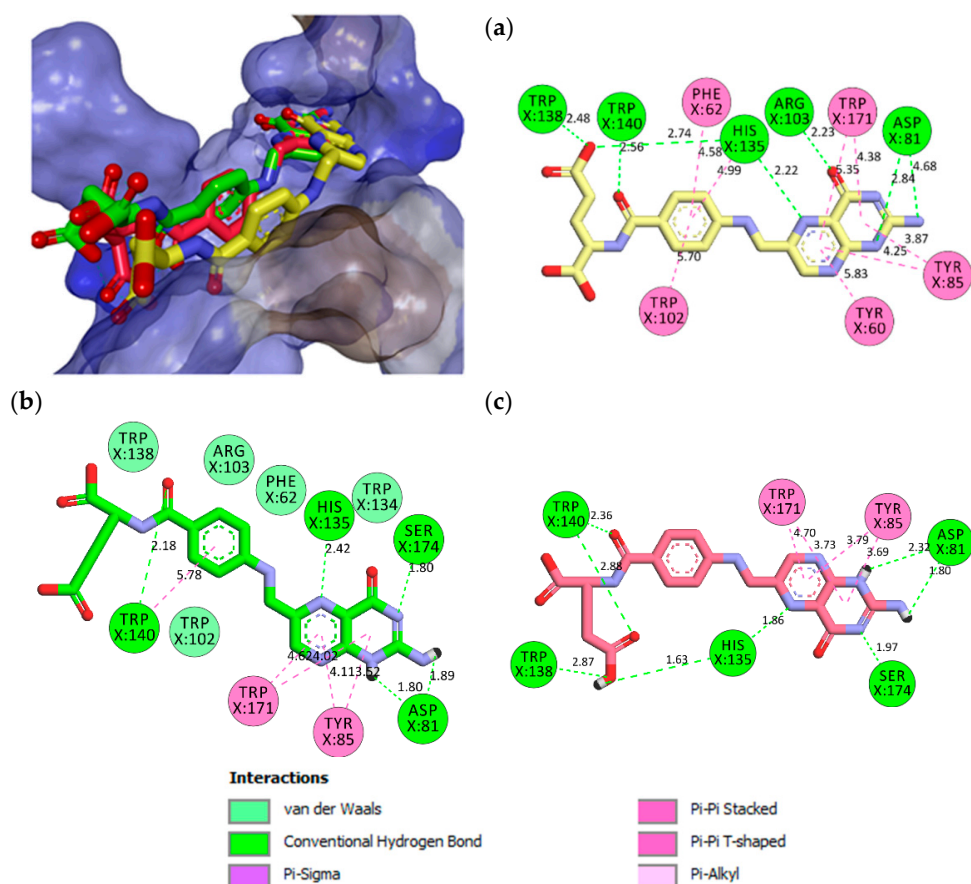 (a)
TRP
X:138
2.48
TRP
X:140
2.56
PHE
X:62
2.74
4.58
4.99
HIS
X:135
2.22
ARG
X:103
2.23
TRP
X:171
5.35
4.38
ASP
X:81
4.68
2.84
3.87
4.25
TYR
X:85
5.83
TYR
X:60
5.70
TRP
X:102
(b)
TRP
X:138
ARG
X:103
PHE
X:62
HIS
X:135
TRP
X:134
SER
X:174
2.42
1.80
2.18
5.78
TRP
X:140
TRP
X:102
4.62
4.02
4.11
3.52
1.80
1.89
TRP
X:171
TYR
X:85
ASP
X:81
(c)
TRP
X:140
2.36
2.88
TRP
X:171
4.70
3.73
TYR
X:85
3.79
3.69
ASP
X:81
2.32
1.80
1.86
HIS
X:135
1.63
TRP
X:138
2.87
1.97
SER
X:174
Interactions
van der Waals
Conventional Hydrogen Bond
Pi-Sigma
Pi-Pi Stacked
Pi-Pi T-shaped
Pi-Alkyl